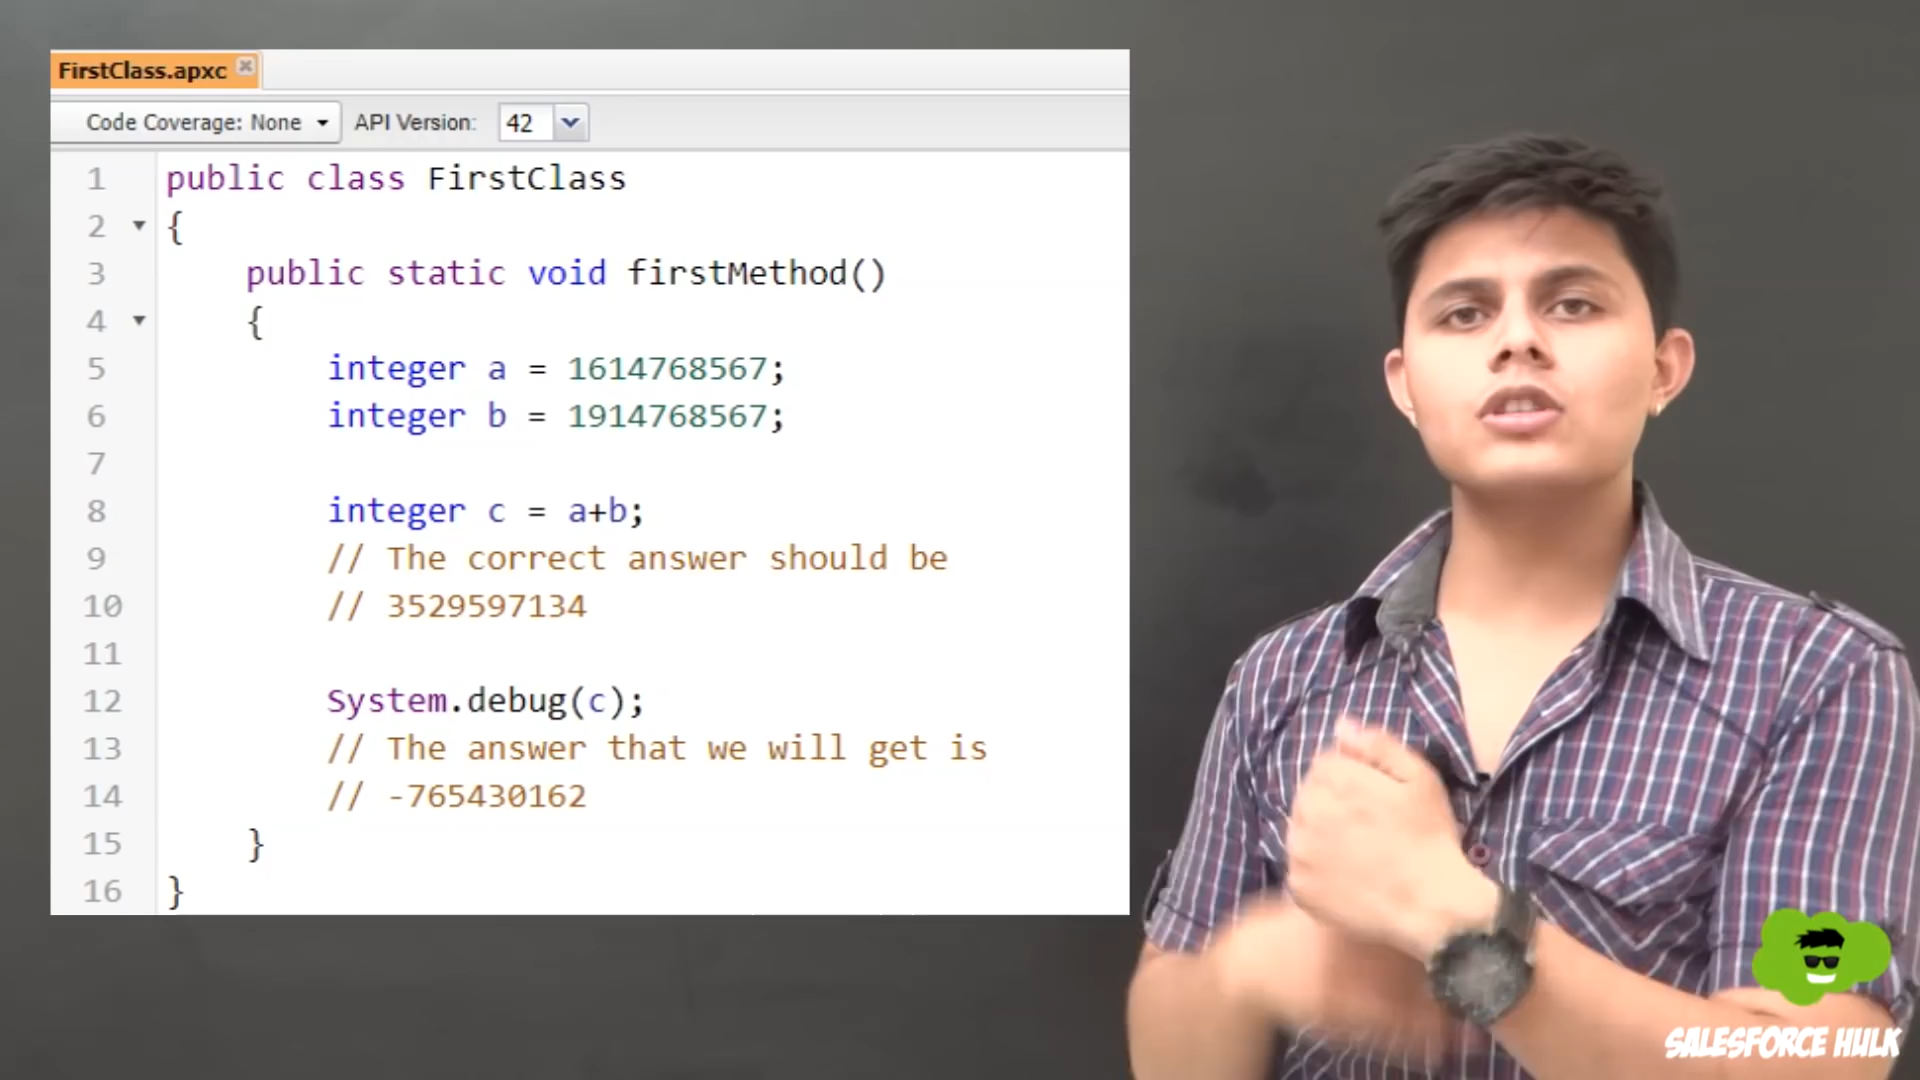 FirstClass.apxc
Code Coverage: None API Version: 42
1 public class FirstClass
2 {
3 public static void firstMethod()
4 {
5 integer a = 1614768567;
6 integer b = 1914768567;
7
8 integer c = a+b;
9 // The correct answer should be
10 // 3529597134
11
12 System.debug(c);
13 // The answer that we will get is
14 // -765430162
15 }
16 }
SALESFORCE HULK